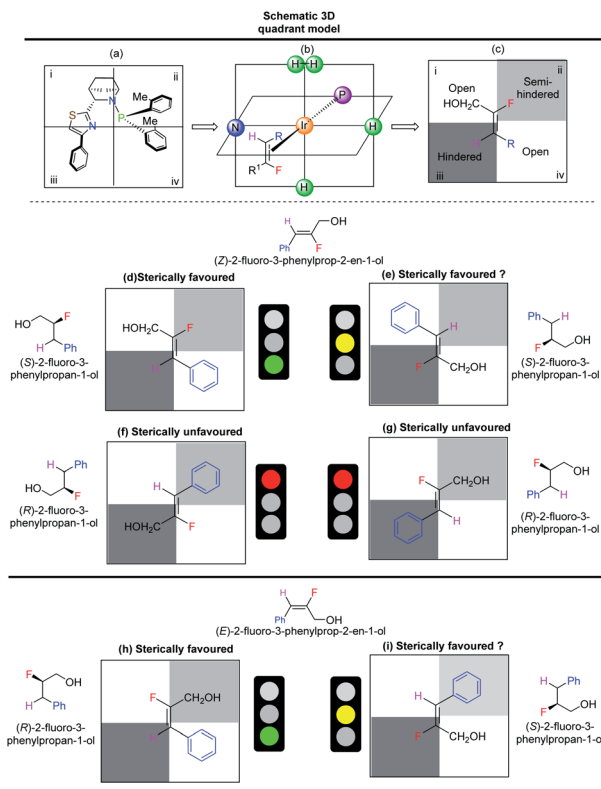 Schematic 3D
quadrant model
(a)
(b)
(c)
i
ii
Me
N
S
N
P
Me
iii
iv
H H
P
N
H
R
Ir
H
R¹
F
H
i
ii
Open
Semi-
hindered
HOH₂C
F
H
R
Hindered
Open
iii
iv
H
OH
Ph
F
(Z)-2-fluoro-3-phenylprop-2-en-1-ol
(d)Sterically favoured
(e) Sterically favoured ?
HO
F
H
Ph
(S)-2-fluoro-3-
phenylpropan-1-ol
HOH₂C
F
H
H
F
CH₂OH
Ph
H
F
OH
(S)-2-fluoro-3-
phenylpropan-1-ol
(f) Sterically unfavoured
(g) Sterically unfavoured
H
Ph
HO
F
(R)-2-fluoro-3-
phenylpropan-1-ol
H
HOH₂C
F
F
CH₂OH
H
F
OH
Ph
H
(R)-2-fluoro-3-
phenylpropan-1-ol
H
F
Ph
OH
(E)-2-fluoro-3-phenylprop-2-en-1-ol
(h) Sterically favoured
(i) Sterically favoured ?
F
OH
H
Ph
(R)-2-fluoro-3-
phenylpropan-1-ol
F
CH₂OH
H
H
F
CH₂OH
H
Ph
F
OH
(S)-2-fluoro-3-
phenylpropan-1-o